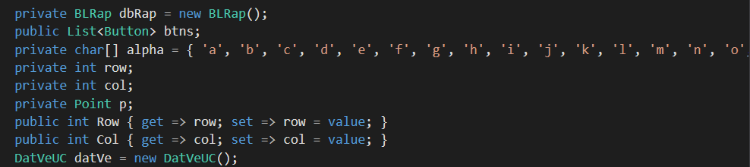 private BLRap dbRap = new BLRap();
public List<Button> btns;
private char[] alpha = { 'a', 'b', 'c', 'd', 'e', 'f', 'g', 'h', 'i', 'j', 'k', 'l', 'm', 'n', 'o',
private int row;
private int col;
private Point p;
public int Row { get => row; set => row = value; }
public int Col { get => col; set => col = value; }
DatVeUC datVe = new DatVeUC();